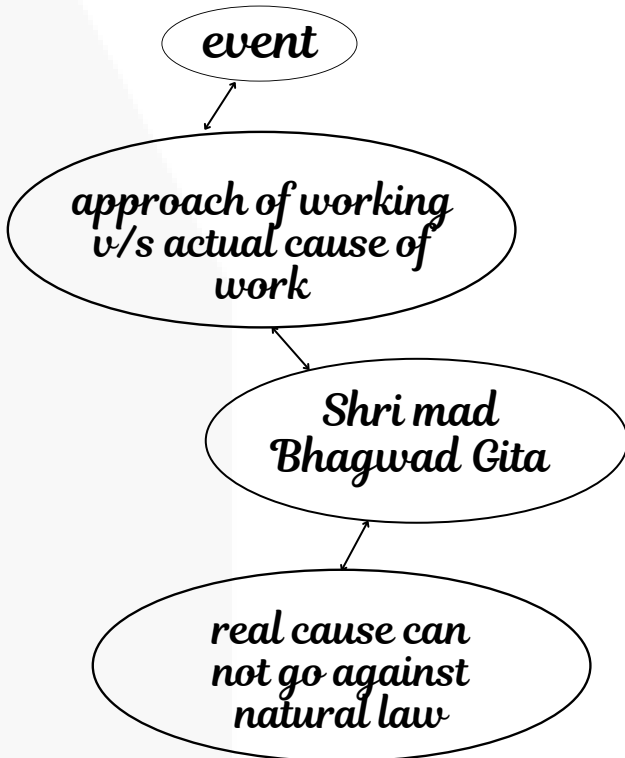 event
approach of working
v/s actual cause of
work
Shri mad
Bhagwad Gita
real cause can
not go against
natural law